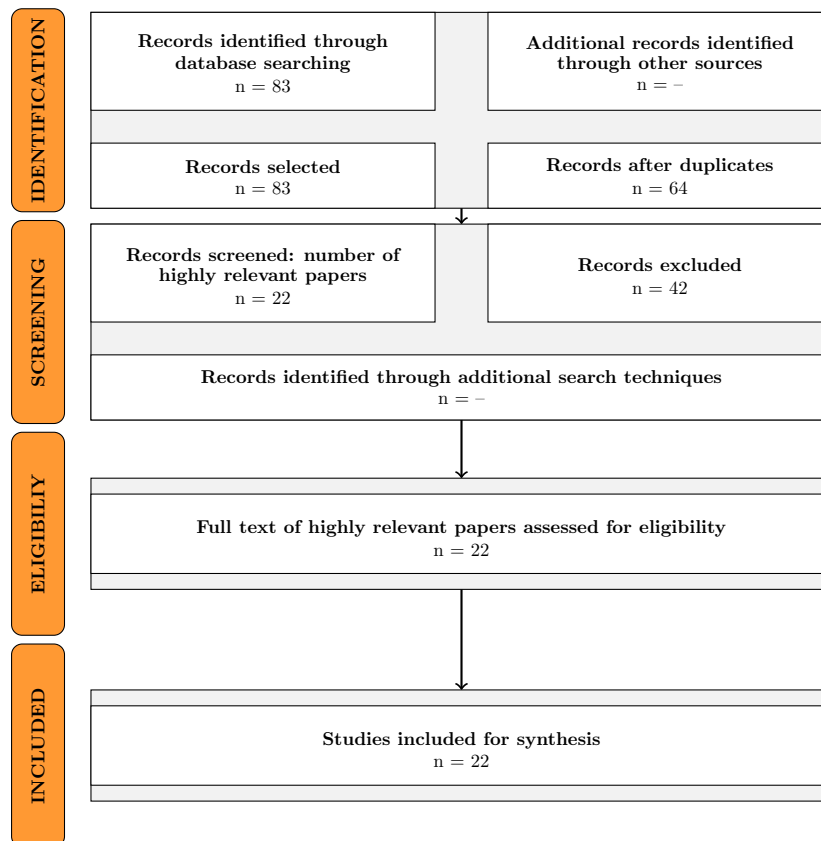 IDENTIFICATION
Records identified through
database searching
n = 83
Additional records identified
through other sources
n = –
Records selected
n = 83
Records after duplicates
n = 64
SCREENING
Records screened: number of
highly relevant papers
n = 22
Records excluded
n = 42
Records identified through additional search techniques
n = –
ELIGIBILIY
Full text of highly relevant papers assessed for eligibility
n = 22
INCLUDED
Studies included for synthesis
n = 22